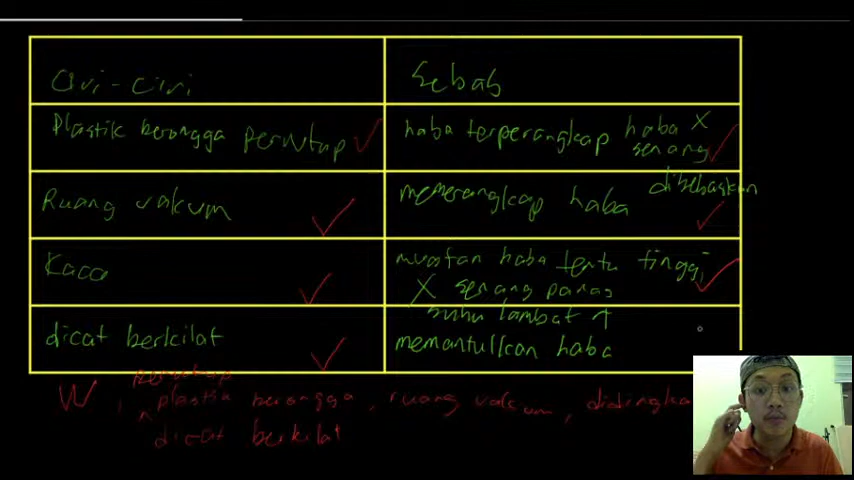 Ciri-ciri
Sebab
Plastik berongga penutup
haba terperangkap haba X
senang
dibebaskan
Ruang vakum
memerangkap haba
Kaca
muatan haba tentu tinggi
X senang panas
suhu lambat ↑
dicat berkilat
memantulkan haba
W, penutup
plastik berongga, ruang vakum,
dicat berkilat